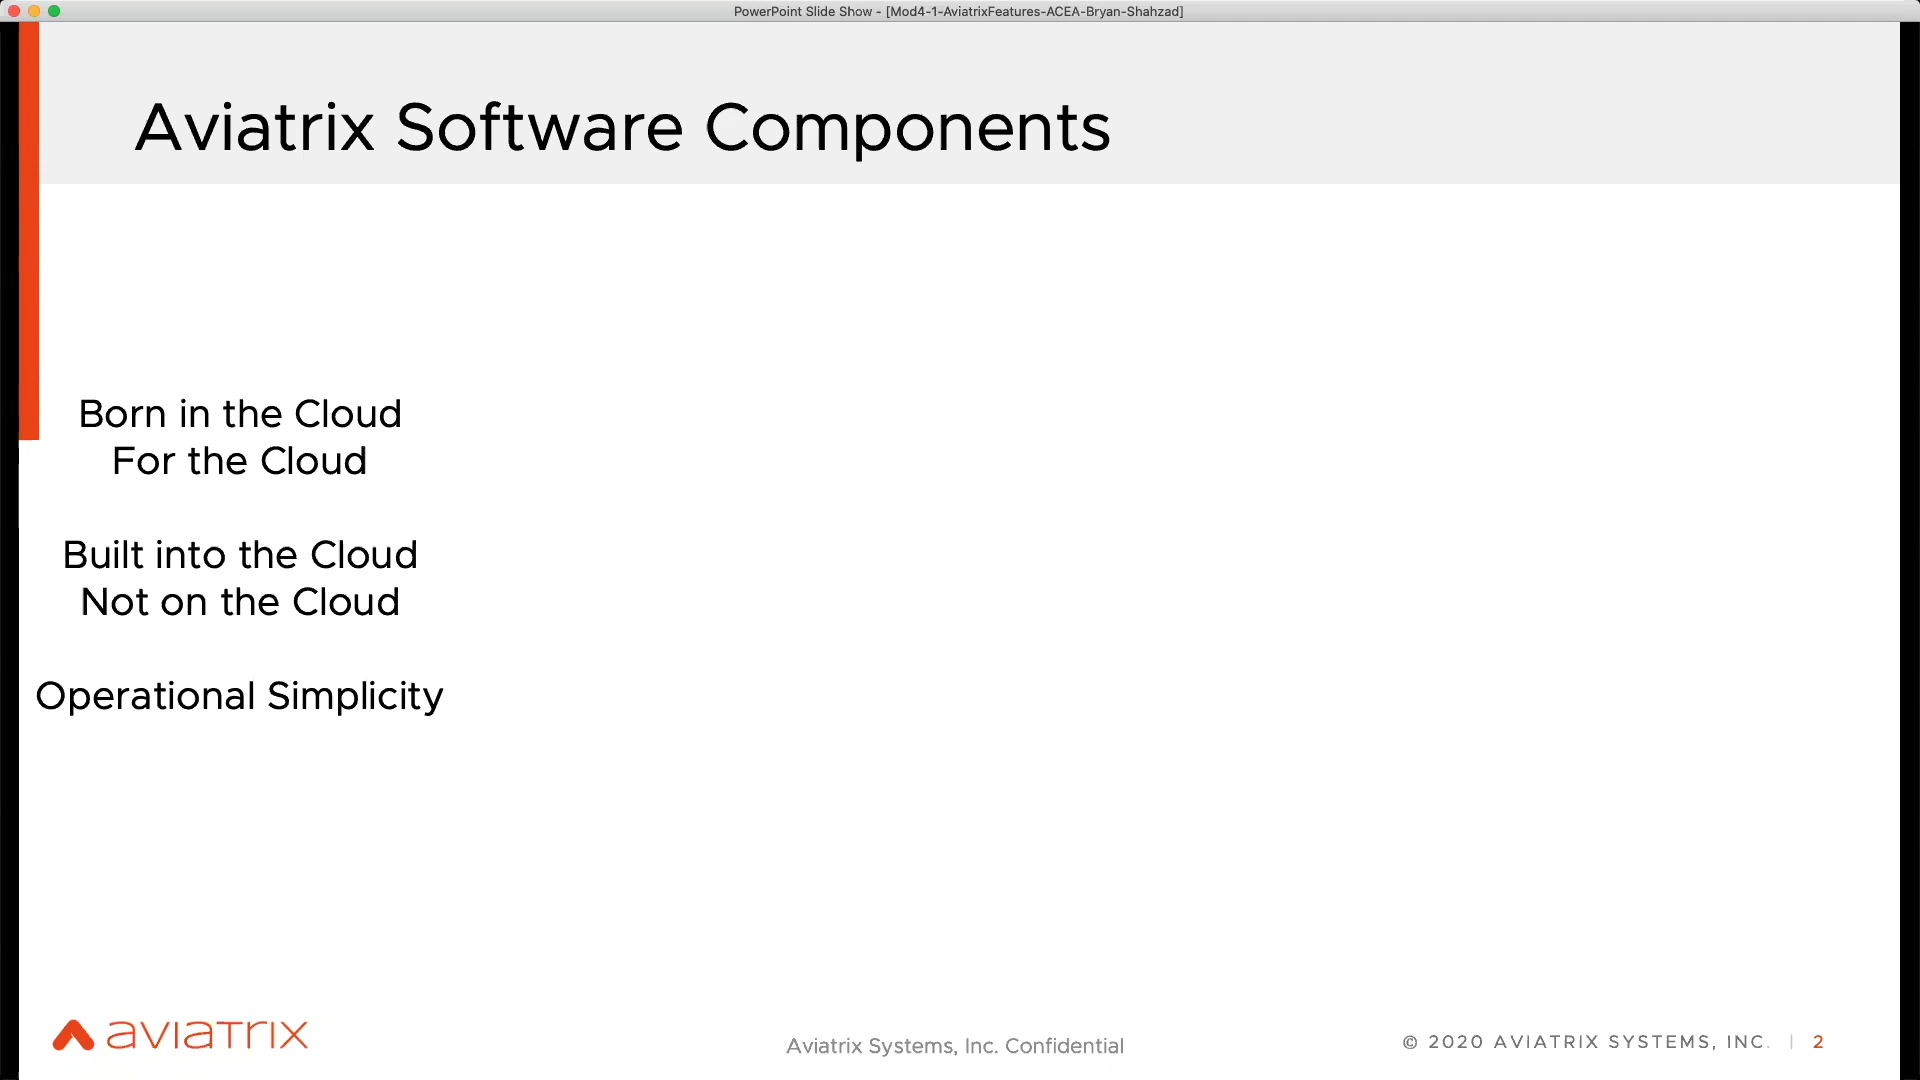 PowerPoint Slide Show - [Mod4-1-AviatrixFeatures-ACEA-Bryan-Shahzad]
Aviatrix Software Components
Born in the Cloud
For the Cloud
Built into the Cloud
Not on the Cloud
Operational Simplicity
aviatrix
Aviatrix Systems, Inc. Confidential
© 2020 AVIATRIX SYSTEMS, INC. | 2